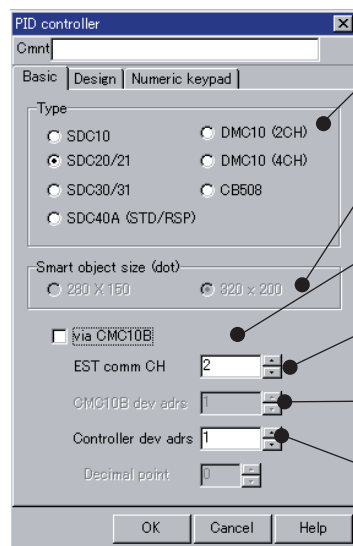 PID controller
Cmnt
Basic Design Numeric keypad
Type
SDC10
DMC10 (2CH)
SDC20/21
DMC10 (4CH)
SDC30/31
CB508
SDC40A (STD/RSP)
Smart object size (dot)
280 X 150
320 x 200
via CMC10B
EST comm CH 2
CMC10B dev adrs 1
Controller dev adrs 1
Decimal point 0
OK Cancel Help